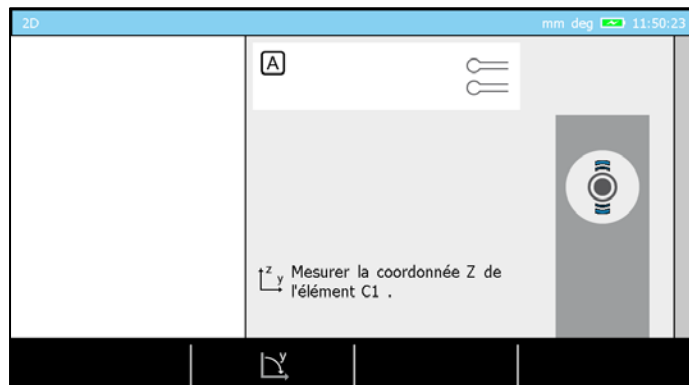 2D
mm deg 11:50:23
A
z
y
Mesurer la coordonnée Z de
l'élément C1 .
y